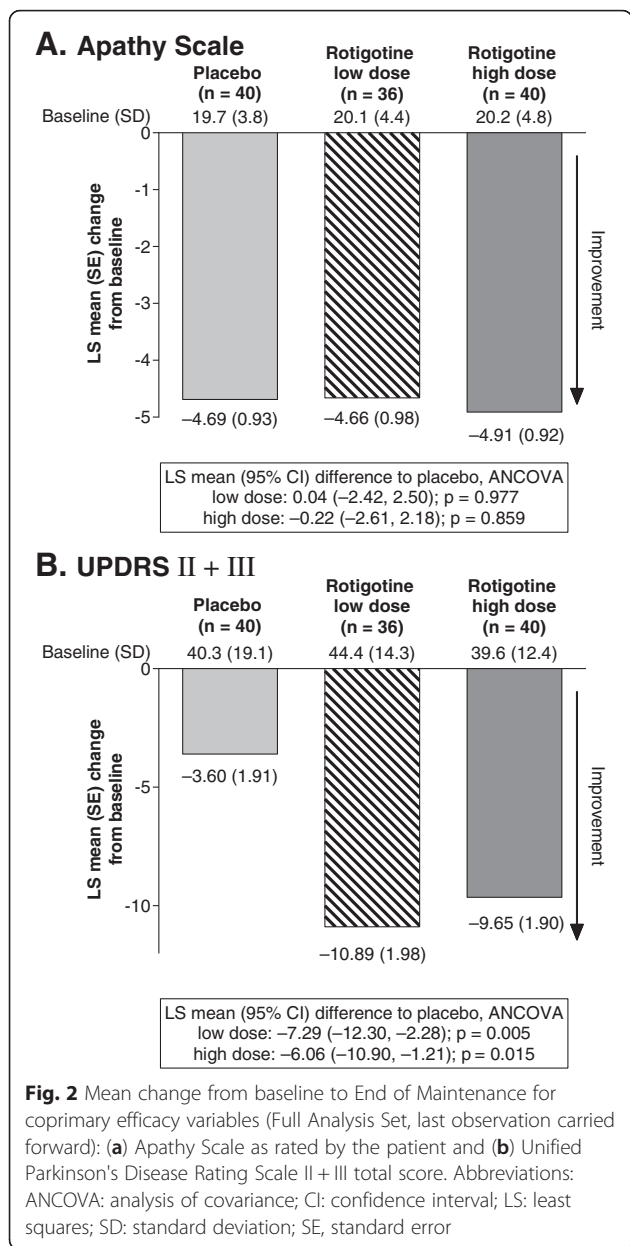 A. Apathy Scale
Placebo
(n = 40)
Rotigotine
low dose
(n = 36)
Rotigotine
high dose
(n = 40)
Baseline (SD) 19.7 (3.8) 20.1 (4.4) 20.2 (4.8)
0
-1
-2
-3
-4
-5
LS mean (SE) change
from baseline
Improvement
–4.69 (0.93)
–4.66 (0.98)
–4.91 (0.92)
LS mean (95% CI) difference to placebo, ANCOVA
low dose: 0.04 (–2.42, 2.50); p = 0.977
high dose: –0.22 (–2.61, 2.18); p = 0.859
B. UPDRS II + III
Placebo
(n = 40)
Rotigotine
low dose
(n = 36)
Rotigotine
high dose
(n = 40)
Baseline (SD) 40.3 (19.1) 44.4 (14.3) 39.6 (12.4)
0
-5
-10
LS mean (SE) change
from baseline
Improvement
–3.60 (1.91)
–10.89 (1.98)
–9.65 (1.90)
LS mean (95% CI) difference to placebo, ANCOVA
low dose: –7.29 (–12.30, –2.28); p = 0.005
high dose: –6.06 (–10.90, –1.21); p = 0.015
Fig. 2 Mean change from baseline to End of Maintenance for
coprimary efficacy variables (Full Analysis Set, last observation carried
forward): (a) Apathy Scale as rated by the patient and (b) Unified
Parkinson's Disease Rating Scale II + III total score. Abbreviations:
ANCOVA: analysis of covariance; CI: confidence interval; LS: least
squares; SD: standard deviation; SE, standard error